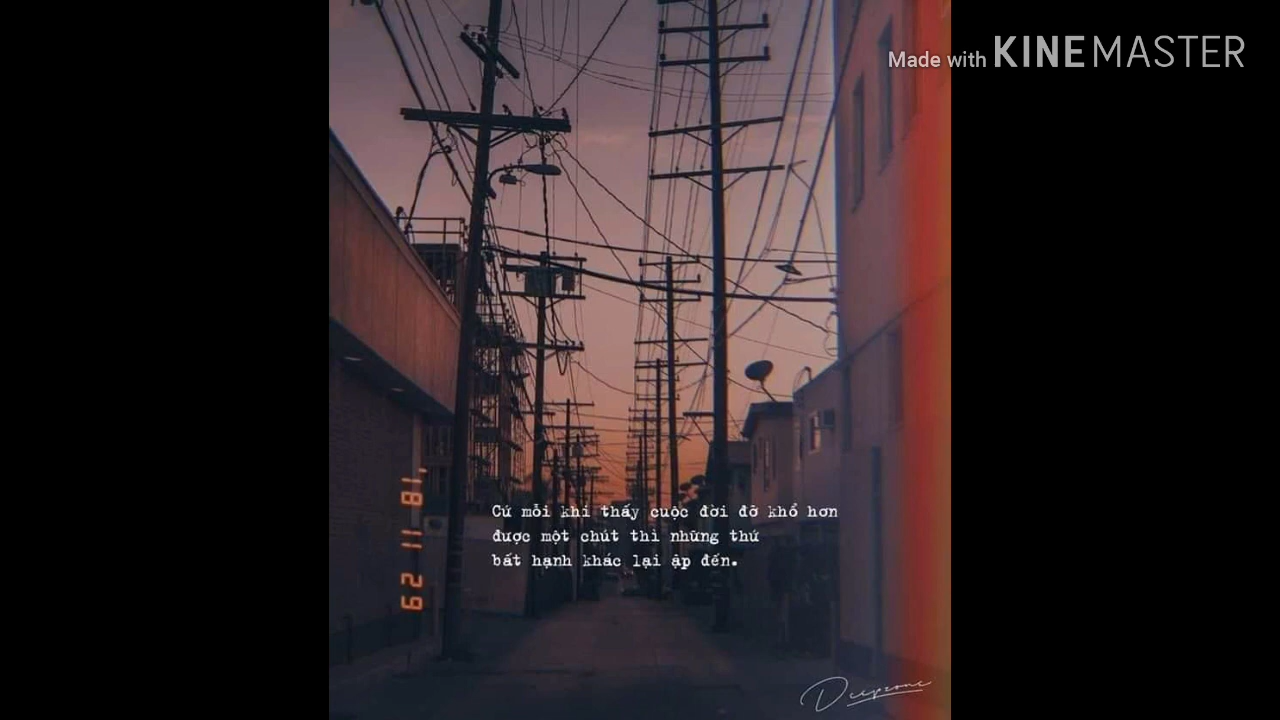 Made with KINEMASTER
Cứ mỗi khi thấy cuộc đời đỡ khổ hơn
được một chút thì những thứ
bất hạnh khác lại ập đến.
'18 11 29
Deepzone